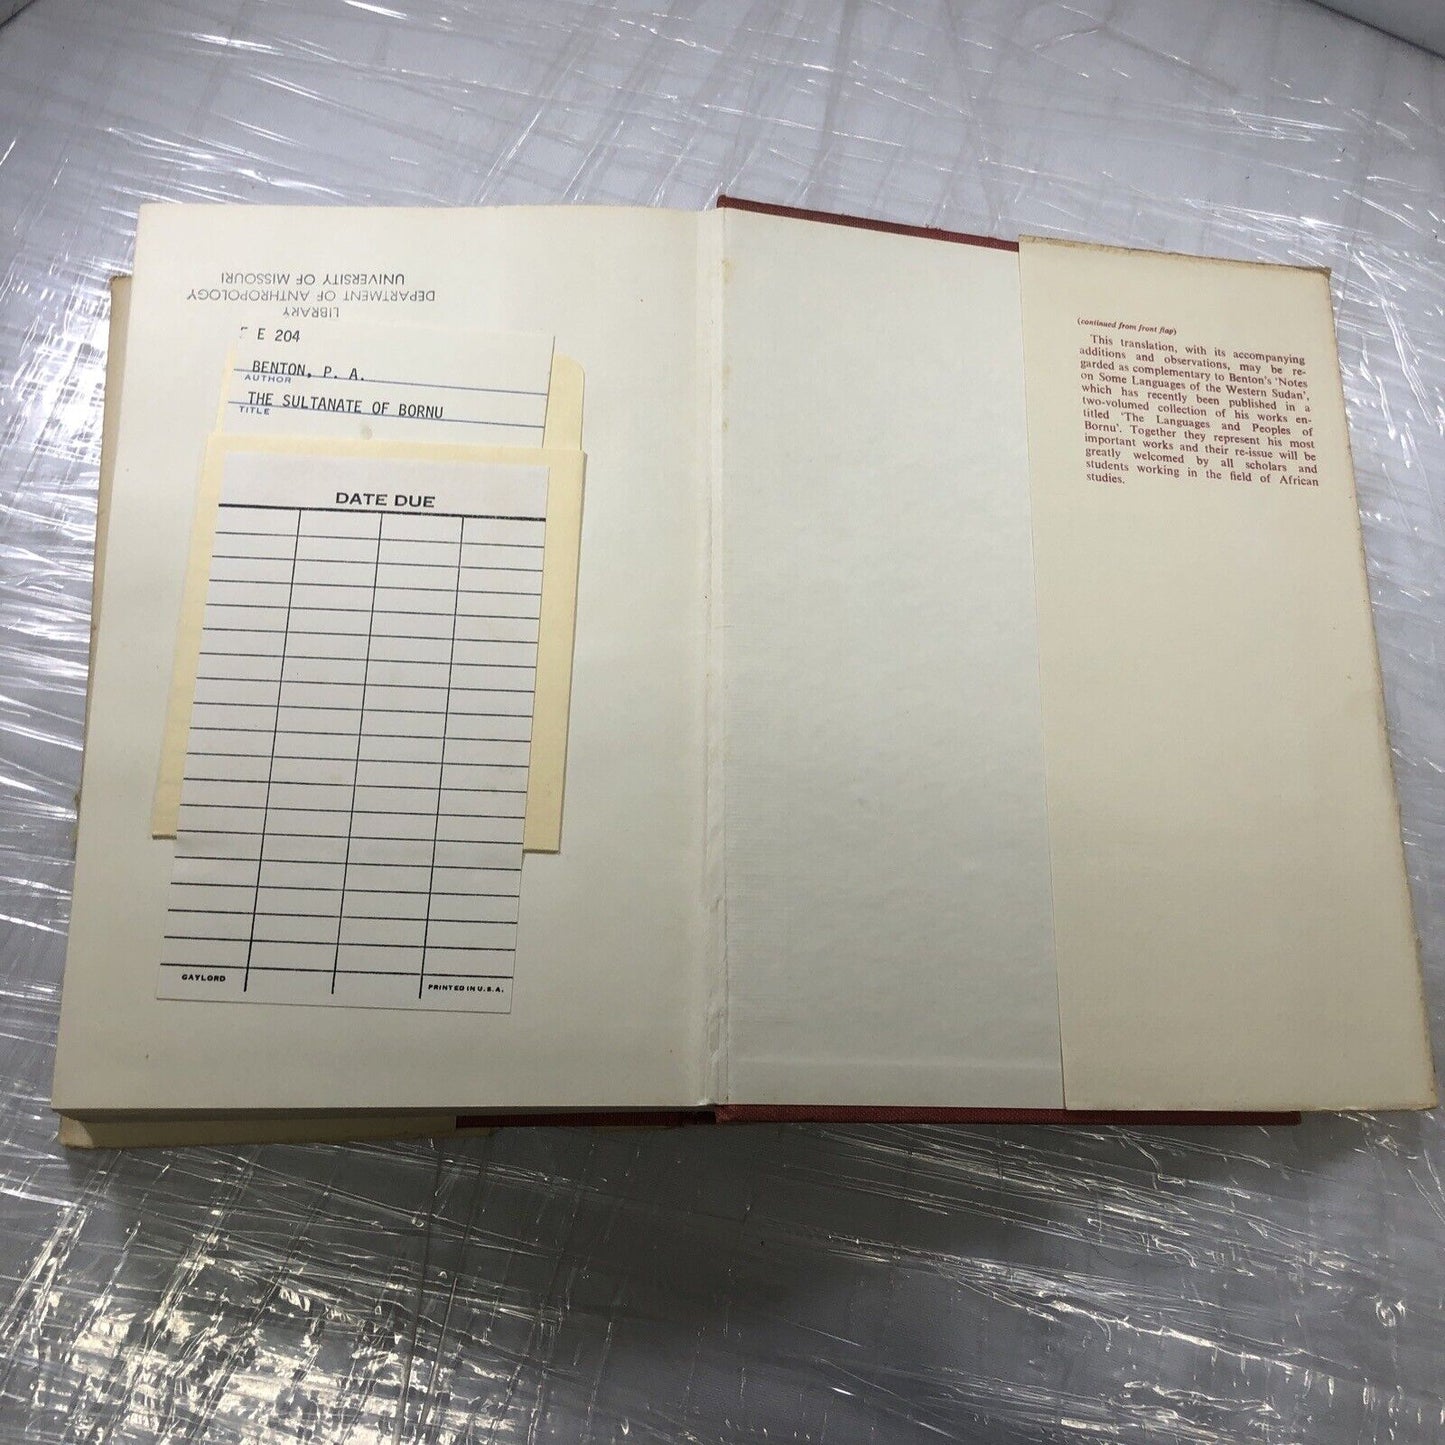 LIBRARY
DEPARTMENT OF ANTHROPOLOGY
UNIVERSITY OF MISSOURI
E 204
BENTON, P. A.
AUTHOR
THE SULTANATE OF BORNU
TITLE
DATE DUE
GAYLORD
PRINTED IN U.S.A.
(continued from front flap)
This translation, with its accompanying
additions and observations, may be re-
garded as complementary to Benton's 'Notes
on Some Languages of the Western Sudan',
which has recently been published in a
two-volumed collection of his works en-
titled 'The Languages and Peoples of
Bornu'. Together they represent his most
important works and their re-issue will be
greatly welcomed by all scholars and
students working in the field of African
studies.